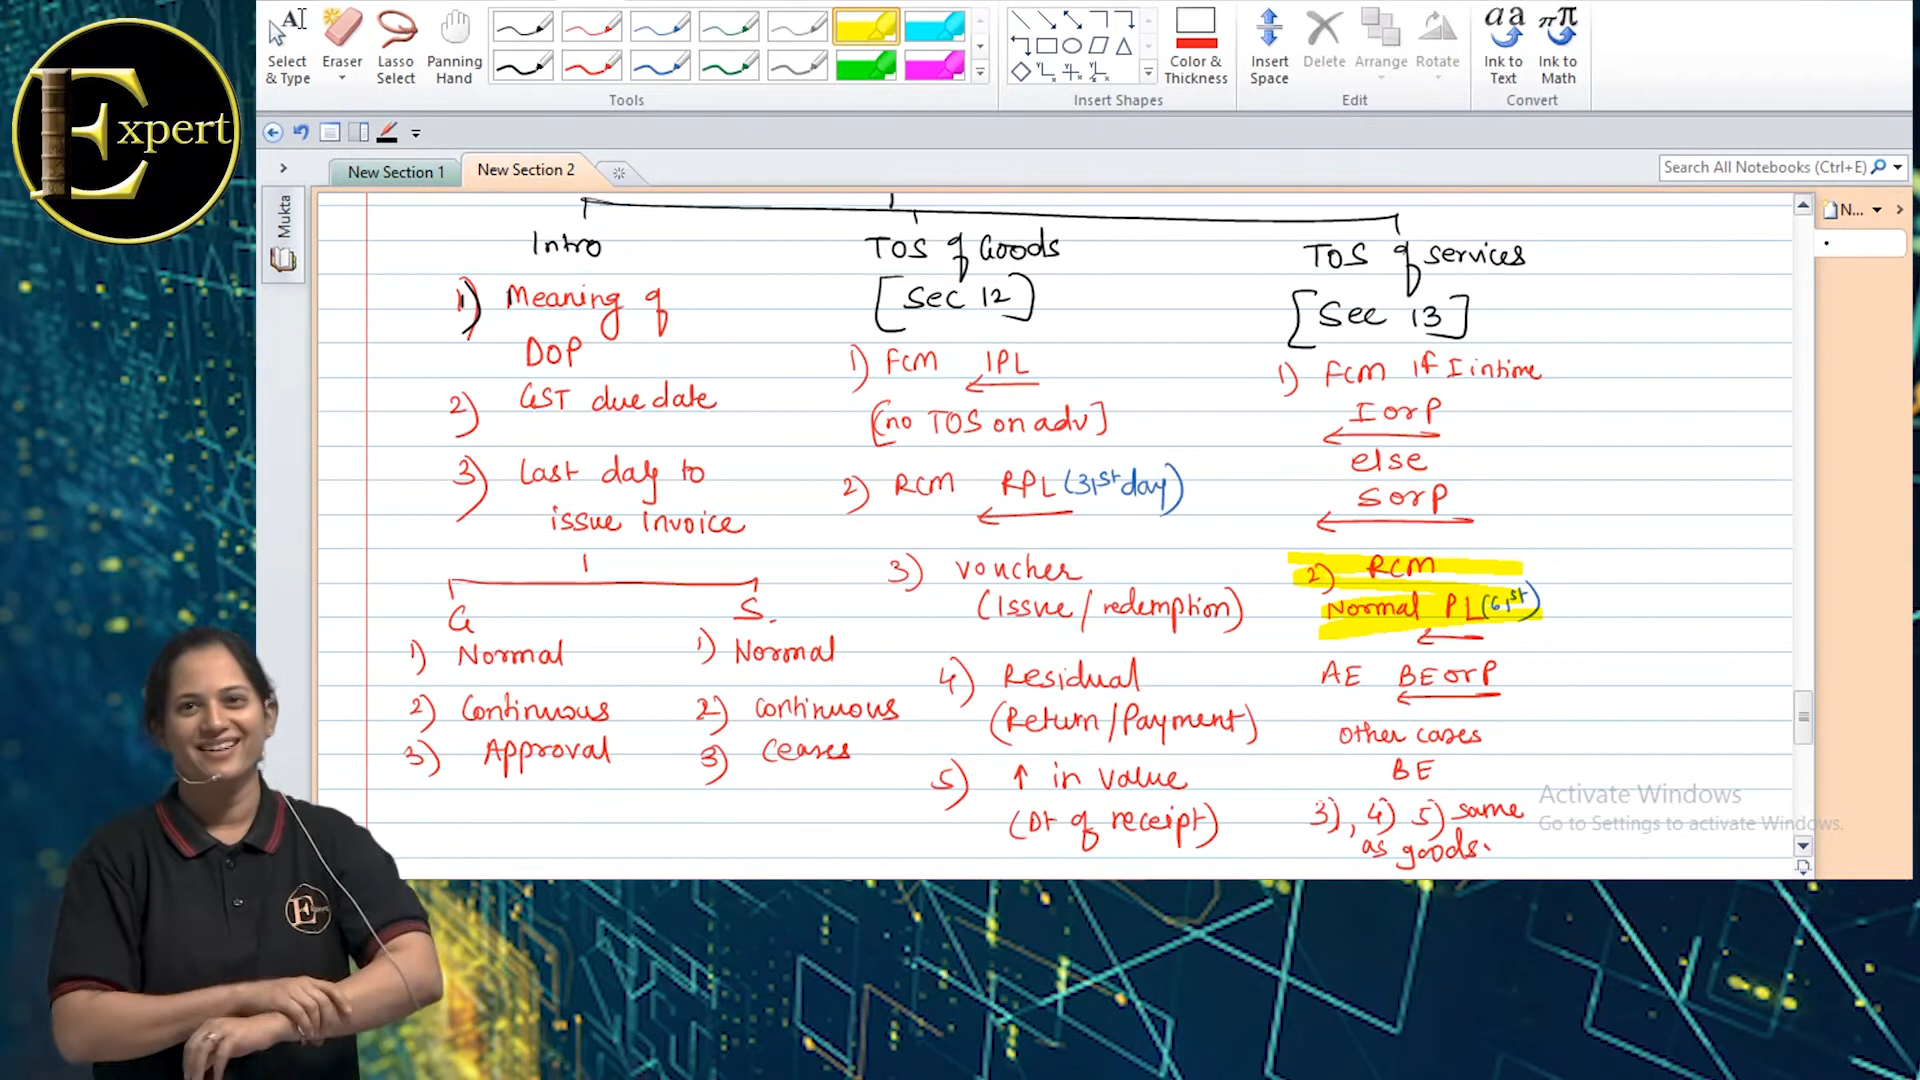 Expert
Select & Type
Eraser
Lasso Select
Panning Hand
Tools
Insert Shapes
Color & Thickness
Insert Space
Delete
Arrange
Rotate
Edit
Ink to Text
Ink to Math
Convert
New Section 1
New Section 2
Search All Notebooks (Ctrl+E)
Mukta
N...
Intro
1) Meaning of
DOP
2) GST due date
3) Last day to
issue invoice
G
1) Normal
2) Continuous
3) Approval
S.
1) Normal
2) Continuous
3) Ceases
TOS of Goods
[Sec 12]
1) FCM IPL
[no TOS on adv]
2) RCM RPL (31st day)
3) Voucher
(Issue / redemption)
4) Residual
(Return / Payment)
5) ↑ in value
(Dt of receipt)
TOS of services
[Sec 13]
1) FCM If I intime
I or P
else
S or P
2) RCM
Normal PL (61st)
AE BE or P
Other cases
BE
3), 4) 5) same
as goods.
Activate Windows
Go to Settings to activate Windows.